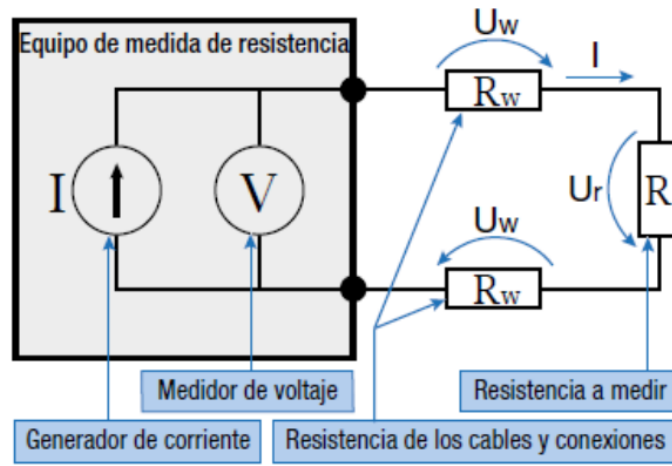 Equipo de medida de resistencia
Uw
I
Rw
I
V
Ur
R
Uw
Rw
Medidor de voltaje
Resistencia a medir
Generador de corriente
Resistencia de los cables y conexiones